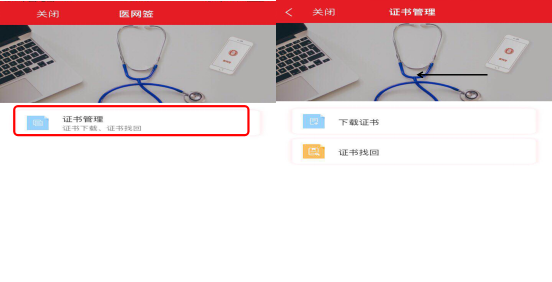 关闭 医网签
证书管理
证书下载、证书找回
< 关闭 证书管理
下载证书
证书找回